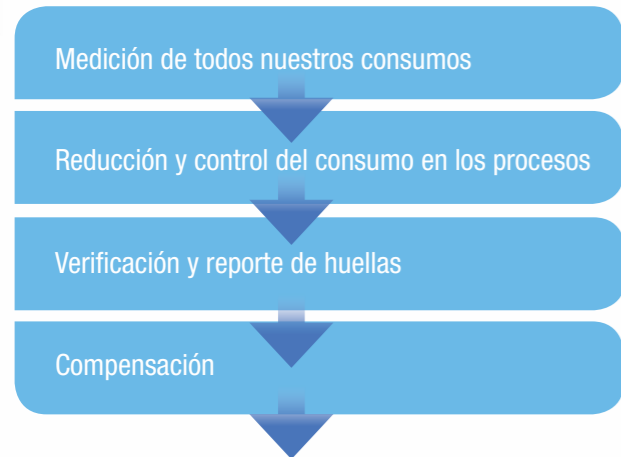 Medición de todos nuestros consumos
Reducción y control del consumo en los procesos
Verificación y reporte de huellas
Compensación